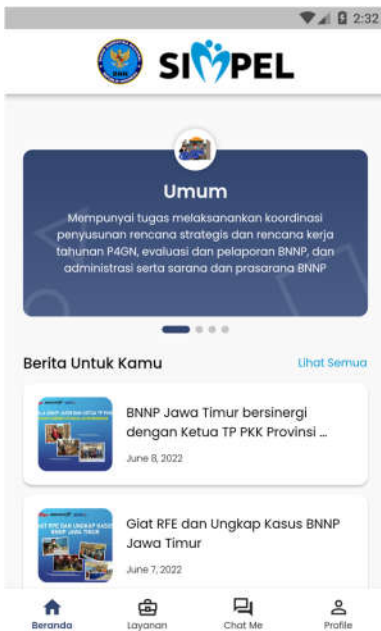 2:32
BNN
SIMPEL
Umum
Mempunyai tugas melaksanankan koordinasi
penyusunan rencana strategis dan rencana kerja
tahunan P4GN, evaluasi dan pelaporan BNNP, dan
administrasi serta sarana dan prasarana BNNP
Berita Untuk Kamu
Lihat Semua
BNNP Jawa Timur bersinergi
dengan Ketua TP PKK Provinsi ...
June 8, 2022
Giat RFE dan Ungkap Kasus BNNP
Jawa Timur
June 7, 2022
Beranda
Layanan
Chat Me
Profile